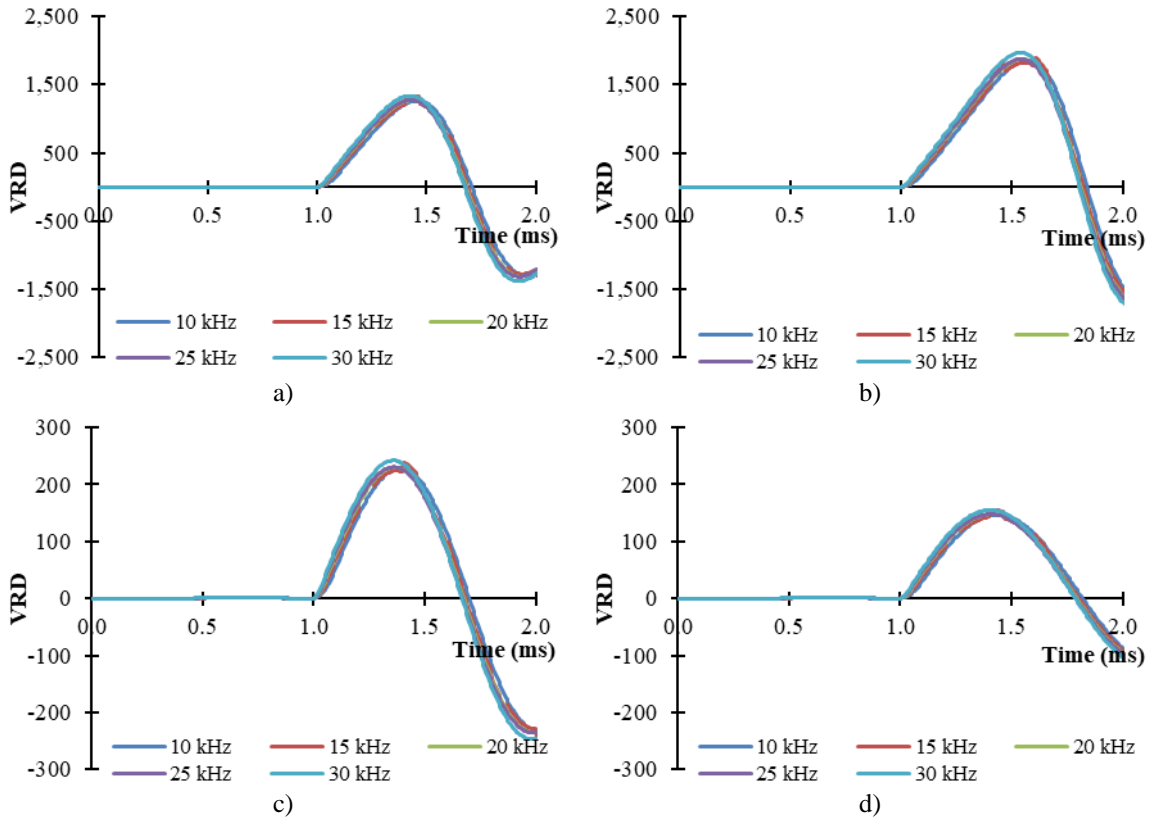 2,500
1,500
500
-500
-1,500
-2,500
VRD
0.0 0.5 1.0 1.5 2.0
Time (ms)
10 kHz 15 kHz 20 kHz
25 kHz 30 kHz
a)
2,500
1,500
500
-500
-1,500
-2,500
VRD
0.0 0.5 1.0 1.5 2.0
Time (ms)
10 kHz 15 kHz 20 kHz
25 kHz 30 kHz
b)
300
200
100
0
-100
-200
-300
VRD
0.0 0.5 1.0 1.5 2.0
Time (ms)
10 kHz 15 kHz 20 kHz
25 kHz 30 kHz
c)
300
200
100
0
-100
-200
-300
VRD
0.0 0.5 1.0 1.5 2.0
Time (ms)
10 kHz 15 kHz 20 kHz
25 kHz 30 kHz
d)